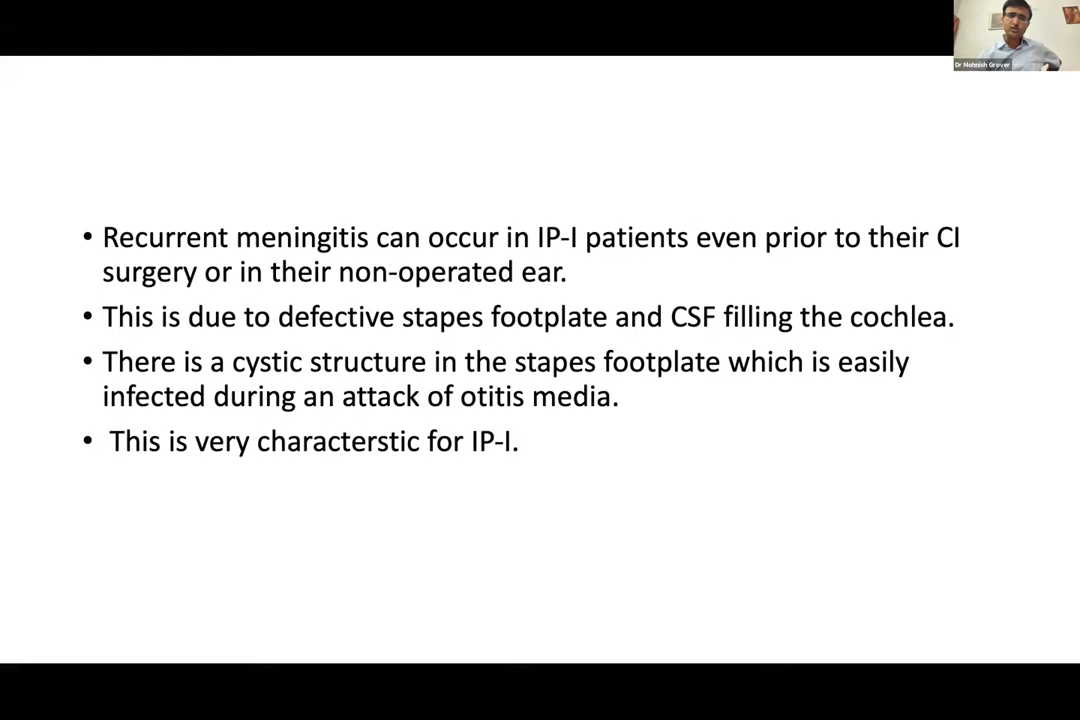 Dr Mohnish Grover
• Recurrent meningitis can occur in IP-I patients even prior to their CI
surgery or in their non-operated ear.
• This is due to defective stapes footplate and CSF filling the cochlea.
• There is a cystic structure in the stapes footplate which is easily
infected during an attack of otitis media.
• This is very characterstic for IP-I.